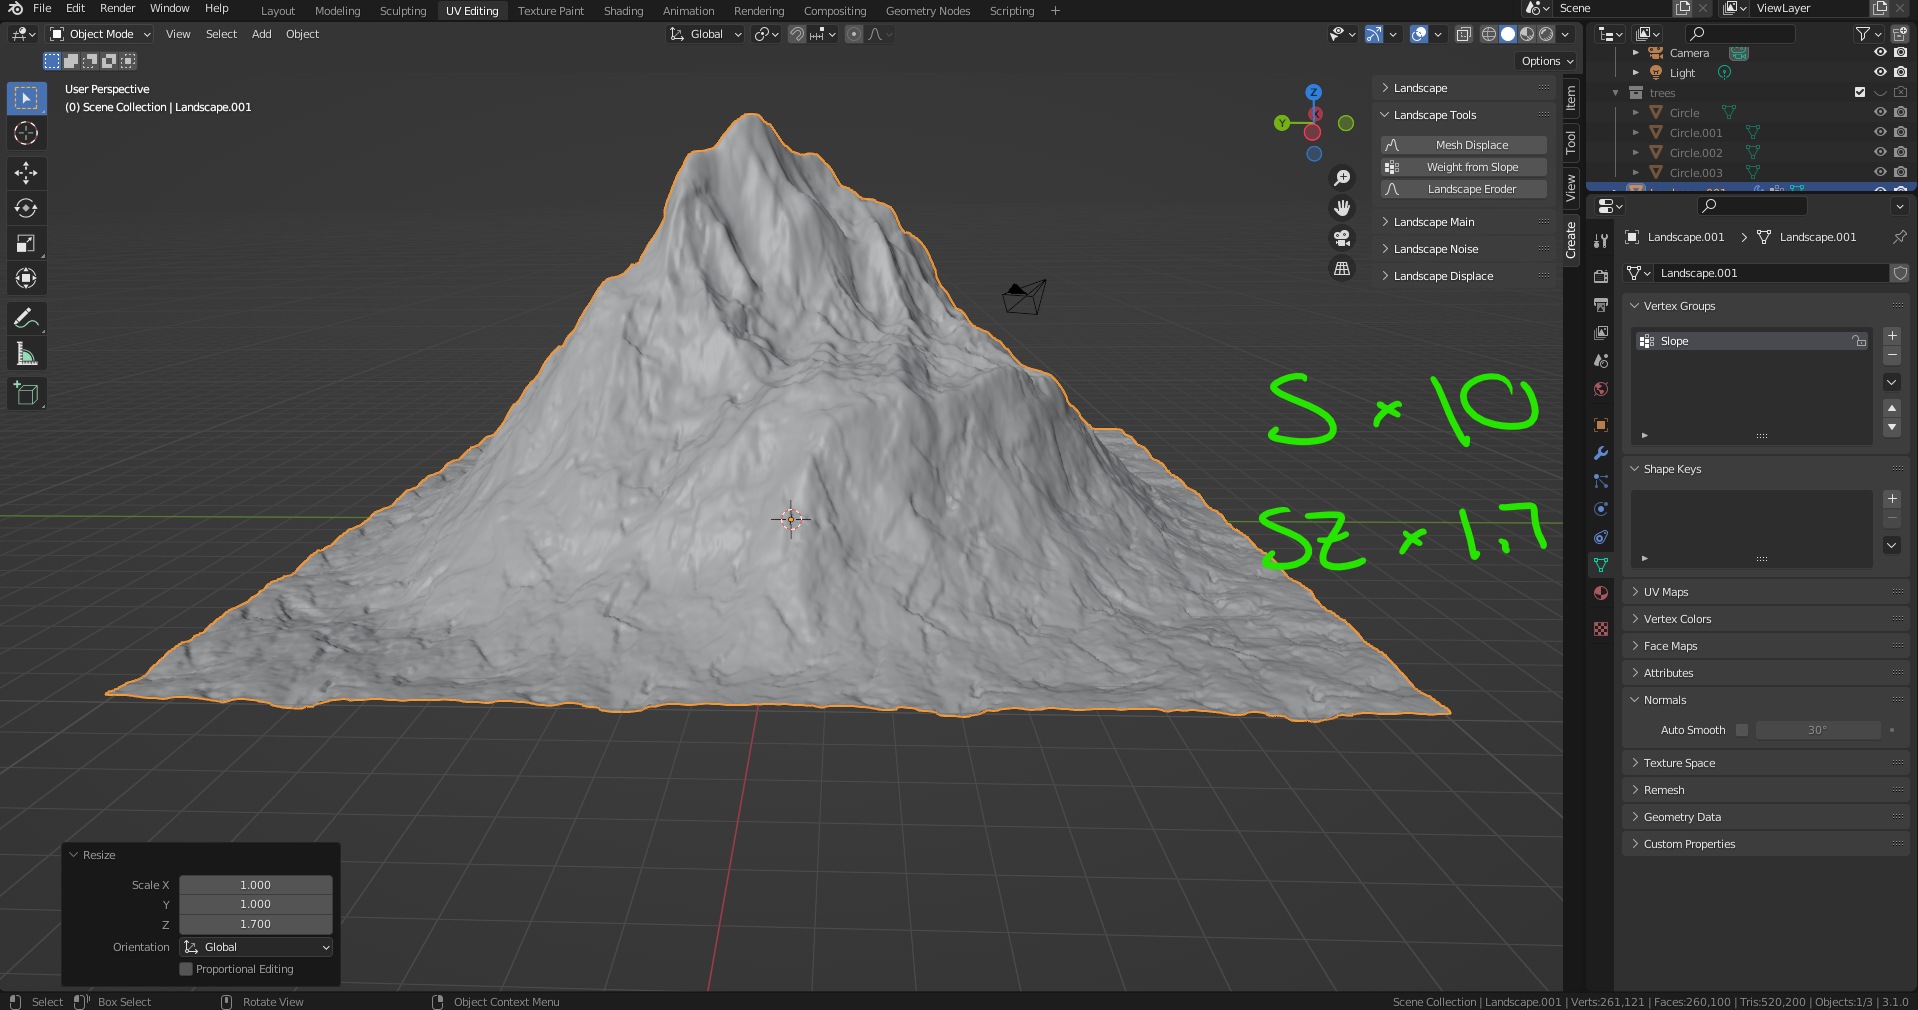 File Edit Render Window Help Layout Modeling Sculpting UV Editing Texture Paint Shading Animation Rendering Compositing Geometry Nodes Scripting + Scene ViewLayer
Object Mode View Select Add Object Global
Options
User Perspective
(0) Scene Collection | Landscape.001
Z
Y
X
Landscape
Landscape Tools
Mesh Displace
Weight from Slope
Landscape Eroder
Landscape Main
Landscape Noise
Landscape Displace
Item
Tool
View
Create
S × 10
SZ × 1.7
Resize
Scale X 1.000
Y 1.000
Z 1.700
Orientation Global
Proportional Editing
Camera
Light
trees
Circle
Circle.001
Circle.002
Circle.003
Landscape.001 > Landscape.001
Landscape.001
Vertex Groups
Slope
Shape Keys
UV Maps
Vertex Colors
Face Maps
Attributes
Normals
Auto Smooth 30°
Texture Space
Remesh
Geometry Data
Custom Properties
Select Box Select Rotate View Object Context Menu Scene Collection | Landscape.001 | Verts:261,121 | Faces:260,100 | Tris:520,200 | Objects:1/3 | 3.1.0